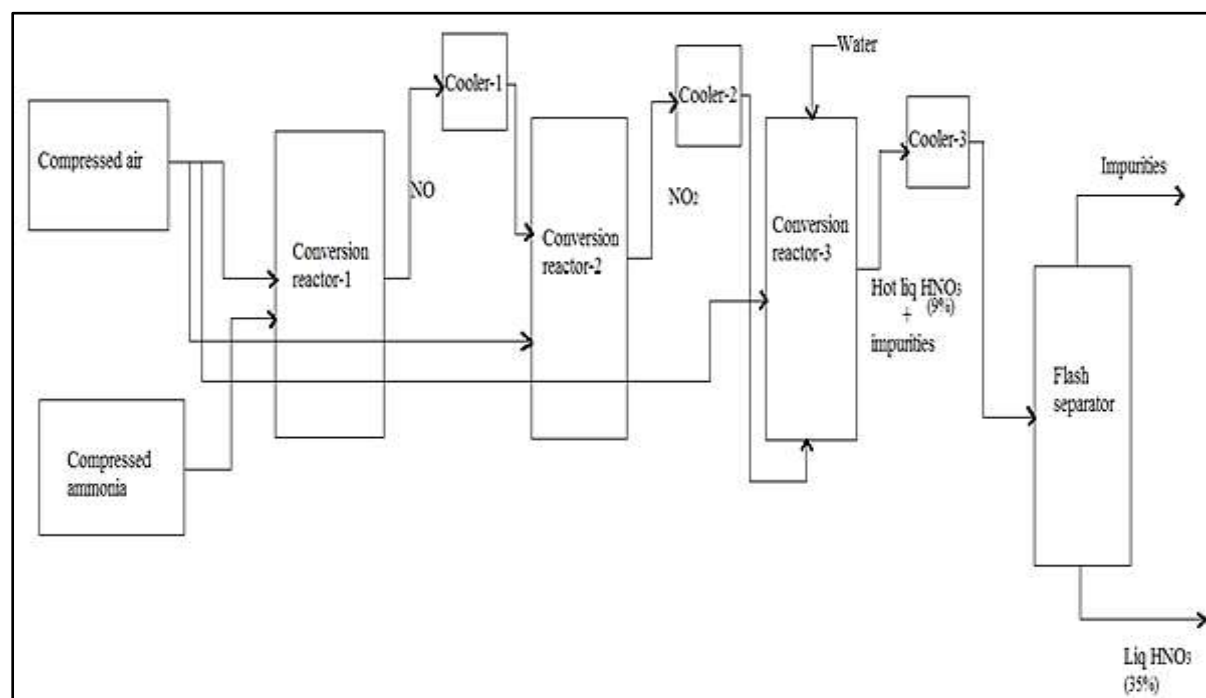 Water
Cooler-1
Cooler-2
Cooler-3
Compressed air
NO
NO₂
Impurities
Conversion
reactor-1
Conversion
reactor-2
Conversion
reactor-3
Hot liq HNO₃
(9%)
+
impurities
Compressed
ammonia
Flash
separator
Liq HNO₃
(35%)